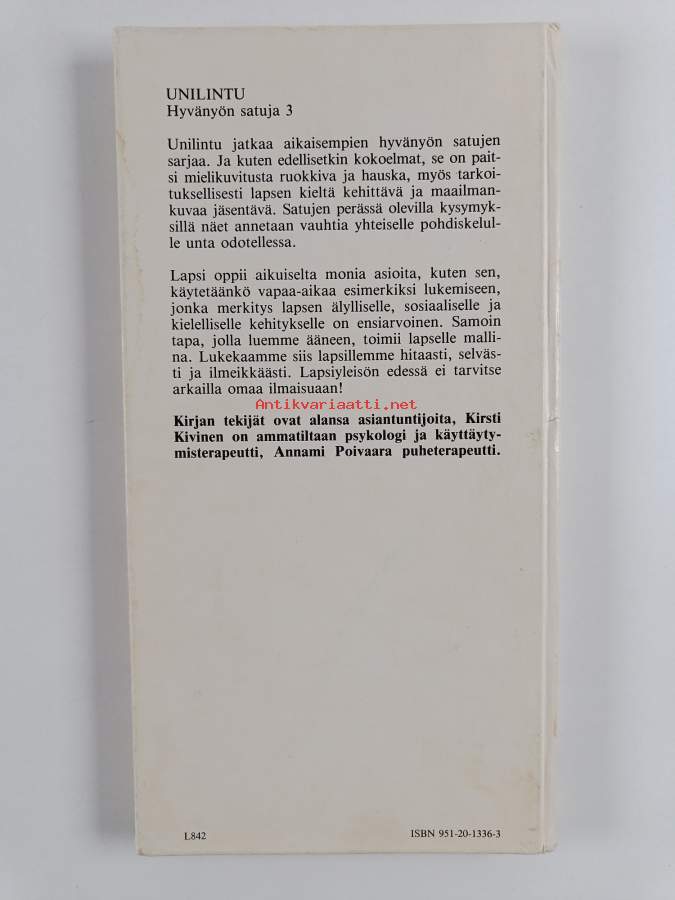 UNILINTU
Hyvänyön satuja 3
Unilintu jatkaa aikaisempien hyvänyön satujen
sarjaa. Ja kuten edellisetkin kokoelmat, se on pait-
si mielikuvitusta ruokkiva ja hauska, myös tarkoi-
tuksellisesti lapsen kieltä kehittävä ja maailman-
kuvaa jäsentävä. Satujen perässä olevilla kysymyk-
sillä näet annetaan vauhtia yhteiselle pohdiskelul-
le unta odotellessa.
Lapsi oppii aikuiselta monia asioita, kuten sen,
käytetäänkö vapaa-aikaa esimerkiksi lukemiseen,
jonka merkitys lapsen älylliselle, sosiaaliselle ja
kielelliselle kehitykselle on ensiarvoinen. Samoin
tapa, jolla luemme ääneen, toimii lapselle malli-
na. Lukekaamme siis lapsillemme hitaasti, selväs-
ti ja ilmeikkäästi. Lapsiyleisön edessä ei tarvitse
arkailla omaa ilmaisuaan!
Antikvariaatti.net
Kirjan tekijät ovat alansa asiantuntijoita, Kirsti
Kivinen on ammatiltaan psykologi ja käyttäyty-
misterapeutti, Annami Poivaara puheterapeutti.
L842
ISBN 951-20-1336-3